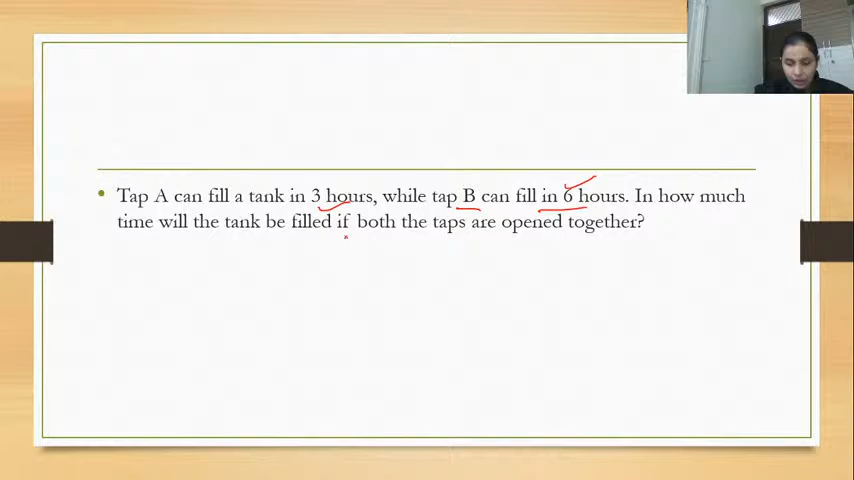 Tap A can fill a tank in 3 hours, while tap B can fill in 6 hours. In how much
time will the tank be filled if both the taps are opened together?